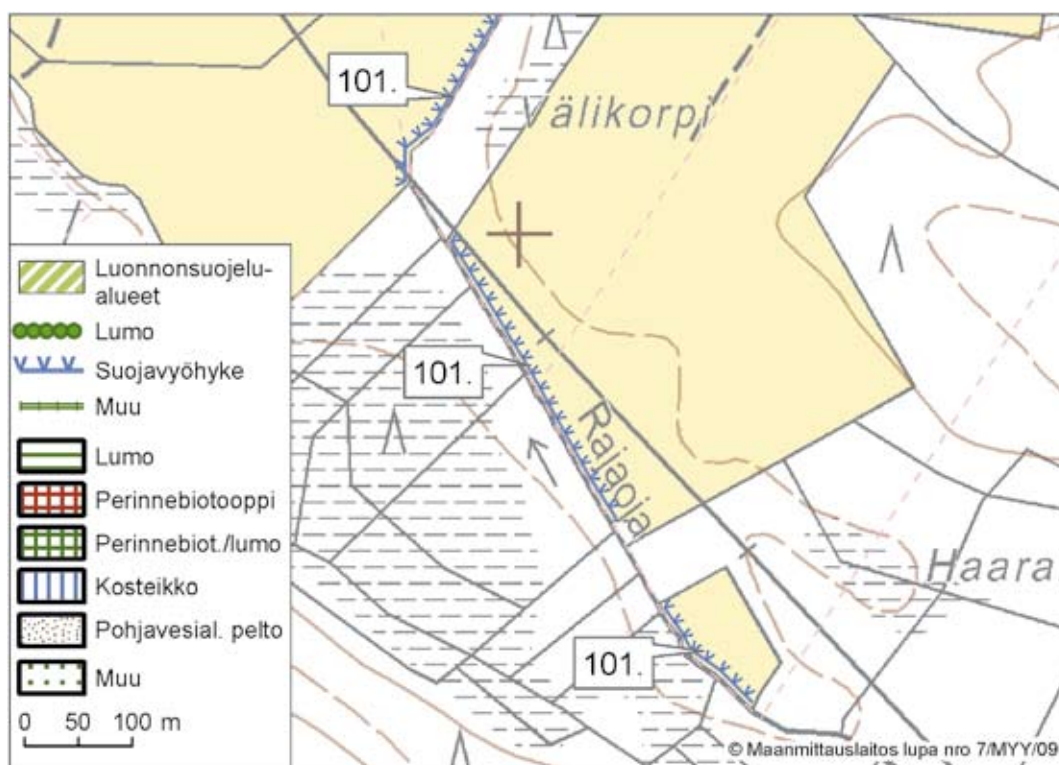 101.
Välikorpi
101.
Rajaoja
Haara
101.
Luonnonsuojelu-
alueet
Lumo
Suojavyöhyke
Muu
Lumo
Perinnebiotooppi
Perinnebiot./lumo
Kosteikko
Pohjavesial. pelto
Muu
0 50 100 m
© Maanmittauslaitos lupa nro 7/MYY/09